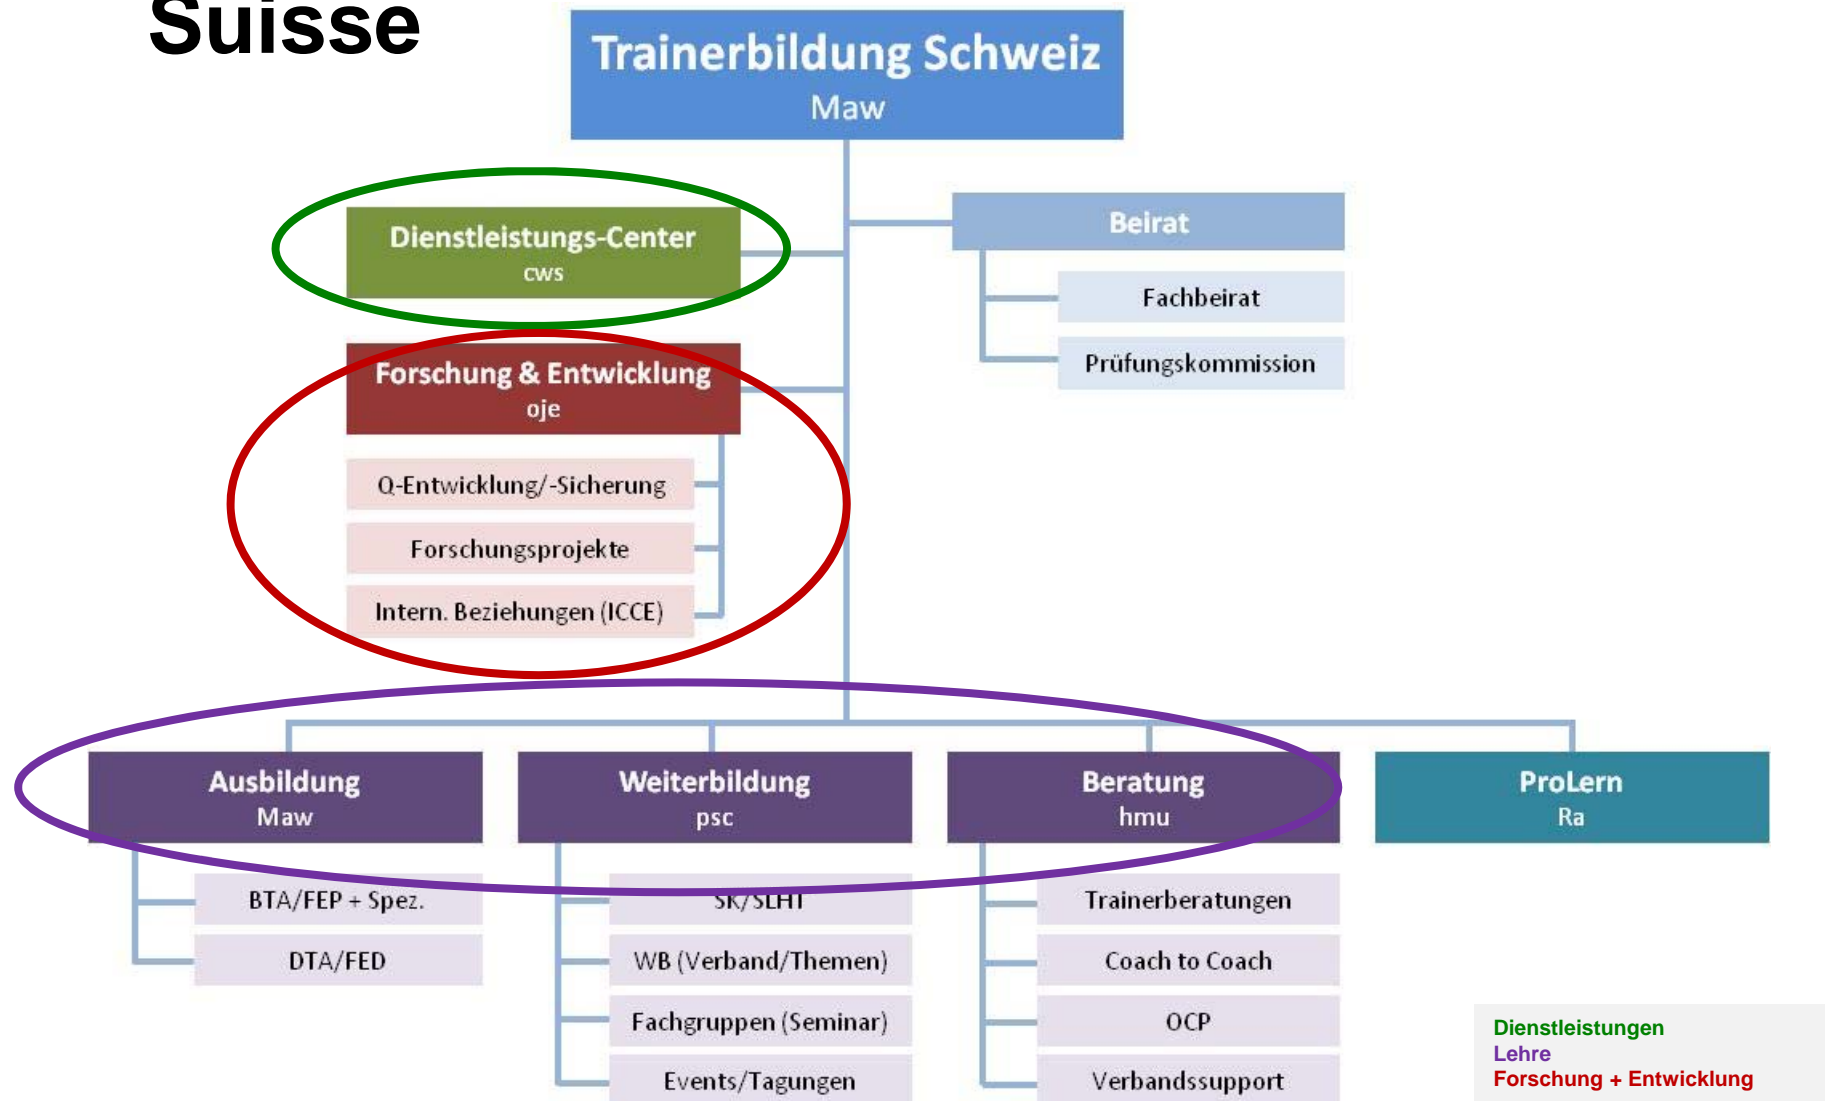 Suisse
Trainerbildung Schweiz
Maw
Dienstleistungs-Center
cws
Beirat
Fachbeirat
Prüfungskommission
Forschung & Entwicklung
oje
Q-Entwicklung/-Sicherung
Forschungsprojekte
Intern. Beziehungen (ICCE)
Ausbildung
Maw
BTA/FEP + Spez.
DTA/FED
Weiterbildung
psc
SK/SLHT
WB (Verband/Themen)
Fachgruppen (Seminar)
Events/Tagungen
Beratung
hmu
Trainerberatungen
Coach to Coach
OCP
Verbandssupport
ProLern
Ra
Dienstleistungen
Lehre
Forschung + Entwicklung